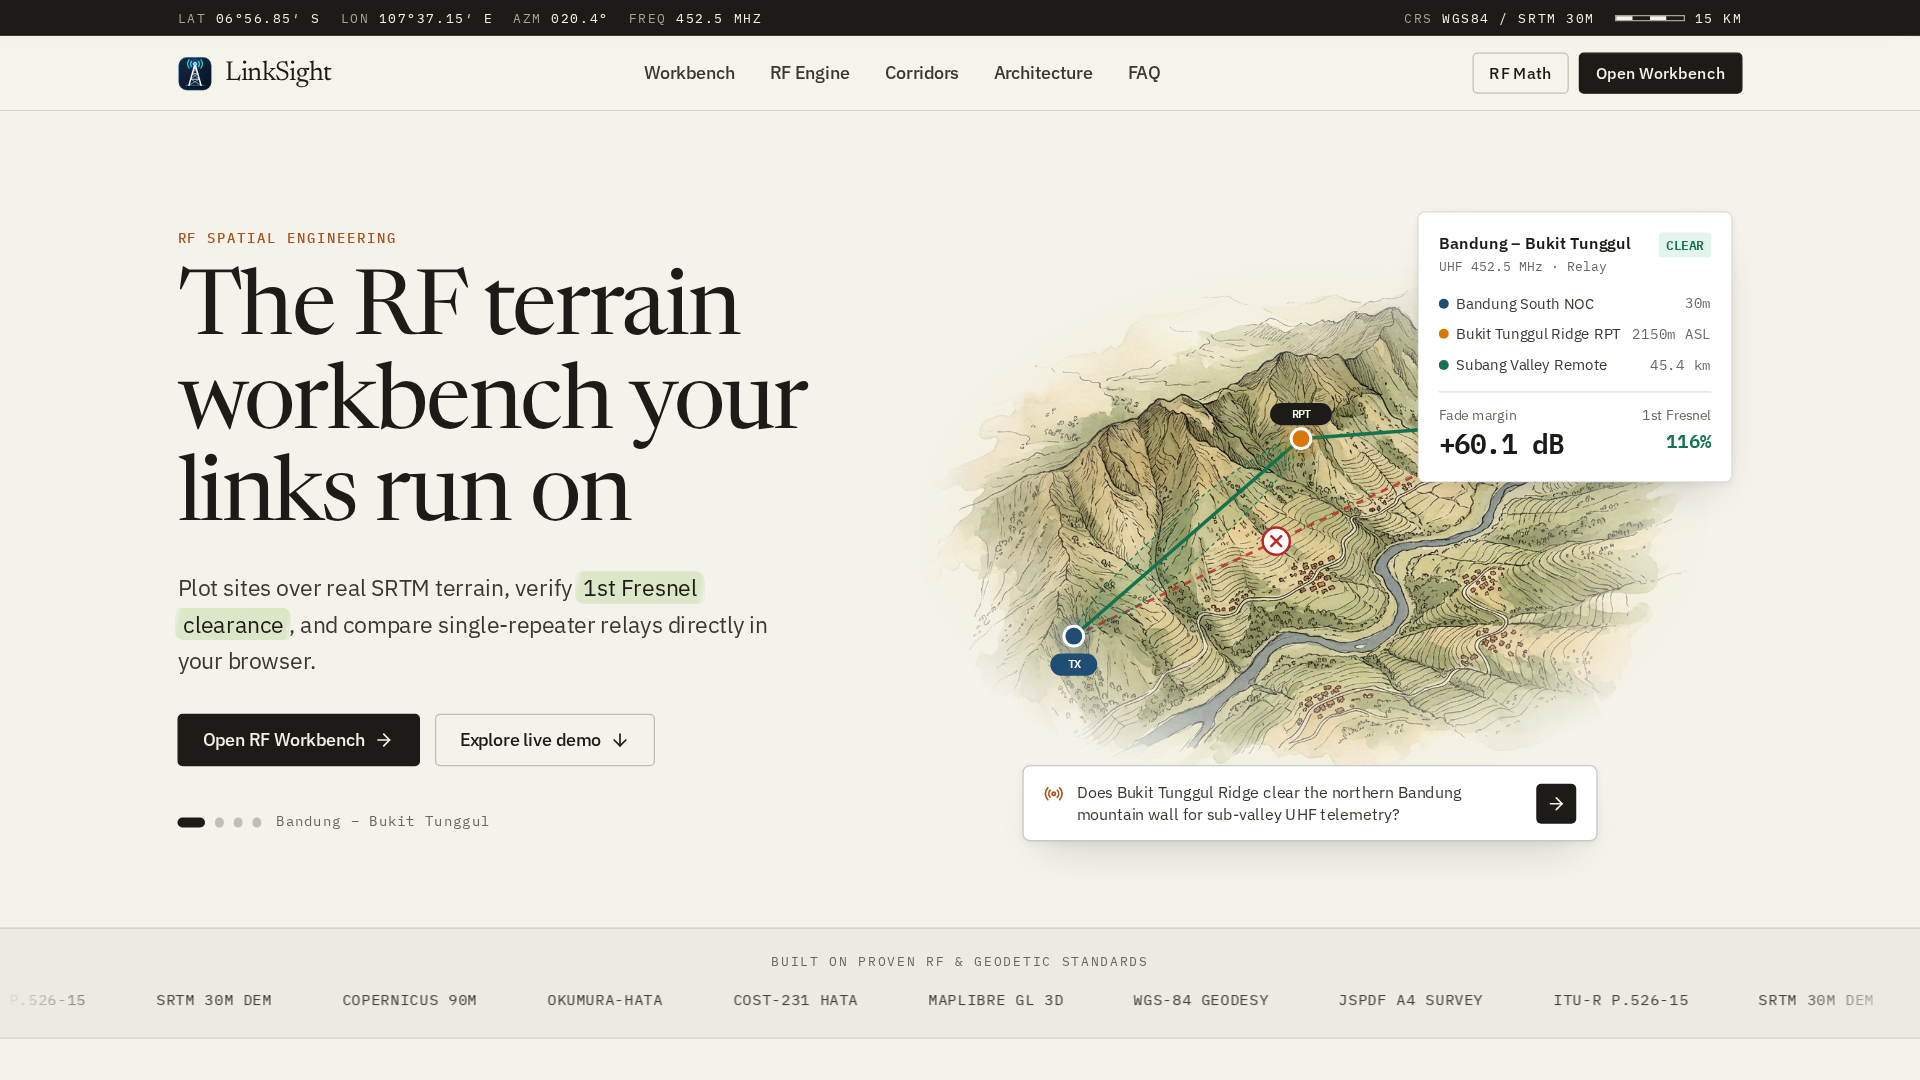 LAT 06°56.85′ S LON 107°37.15′ E AZM 020.4° FREQ 452.5 MHZ
CRS WGS84 / SRTM 30M 15 KM
LinkSight
Workbench RF Engine Corridors Architecture FAQ
RF Math Open Workbench
RF SPATIAL ENGINEERING
The RF terrain
workbench your
links run on
Plot sites over real SRTM terrain, verify 1st Fresnel
clearance, and compare single-repeater relays directly in
your browser.
Open RF Workbench →
Explore live demo ↓
Bandung – Bukit Tunggul
Bandung – Bukit Tunggul CLEAR
UHF 452.5 MHz · Relay
Bandung South NOC 30m
Bukit Tunggul Ridge RPT 2150m ASL
Subang Valley Remote 45.4 km
Fade margin 1st Fresnel
+60.1 dB 116%
RPT
TX
Does Bukit Tunggul Ridge clear the northern Bandung
mountain wall for sub-valley UHF telemetry?
BUILT ON PROVEN RF & GEODETIC STANDARDS
P.526-15 SRTM 30M DEM COPERNICUS 90M OKUMURA-HATA COST-231 HATA MAPLIBRE GL 3D WGS-84 GEODESY JSPDF A4 SURVEY ITU-R P.526-15 SRTM 30M DEM